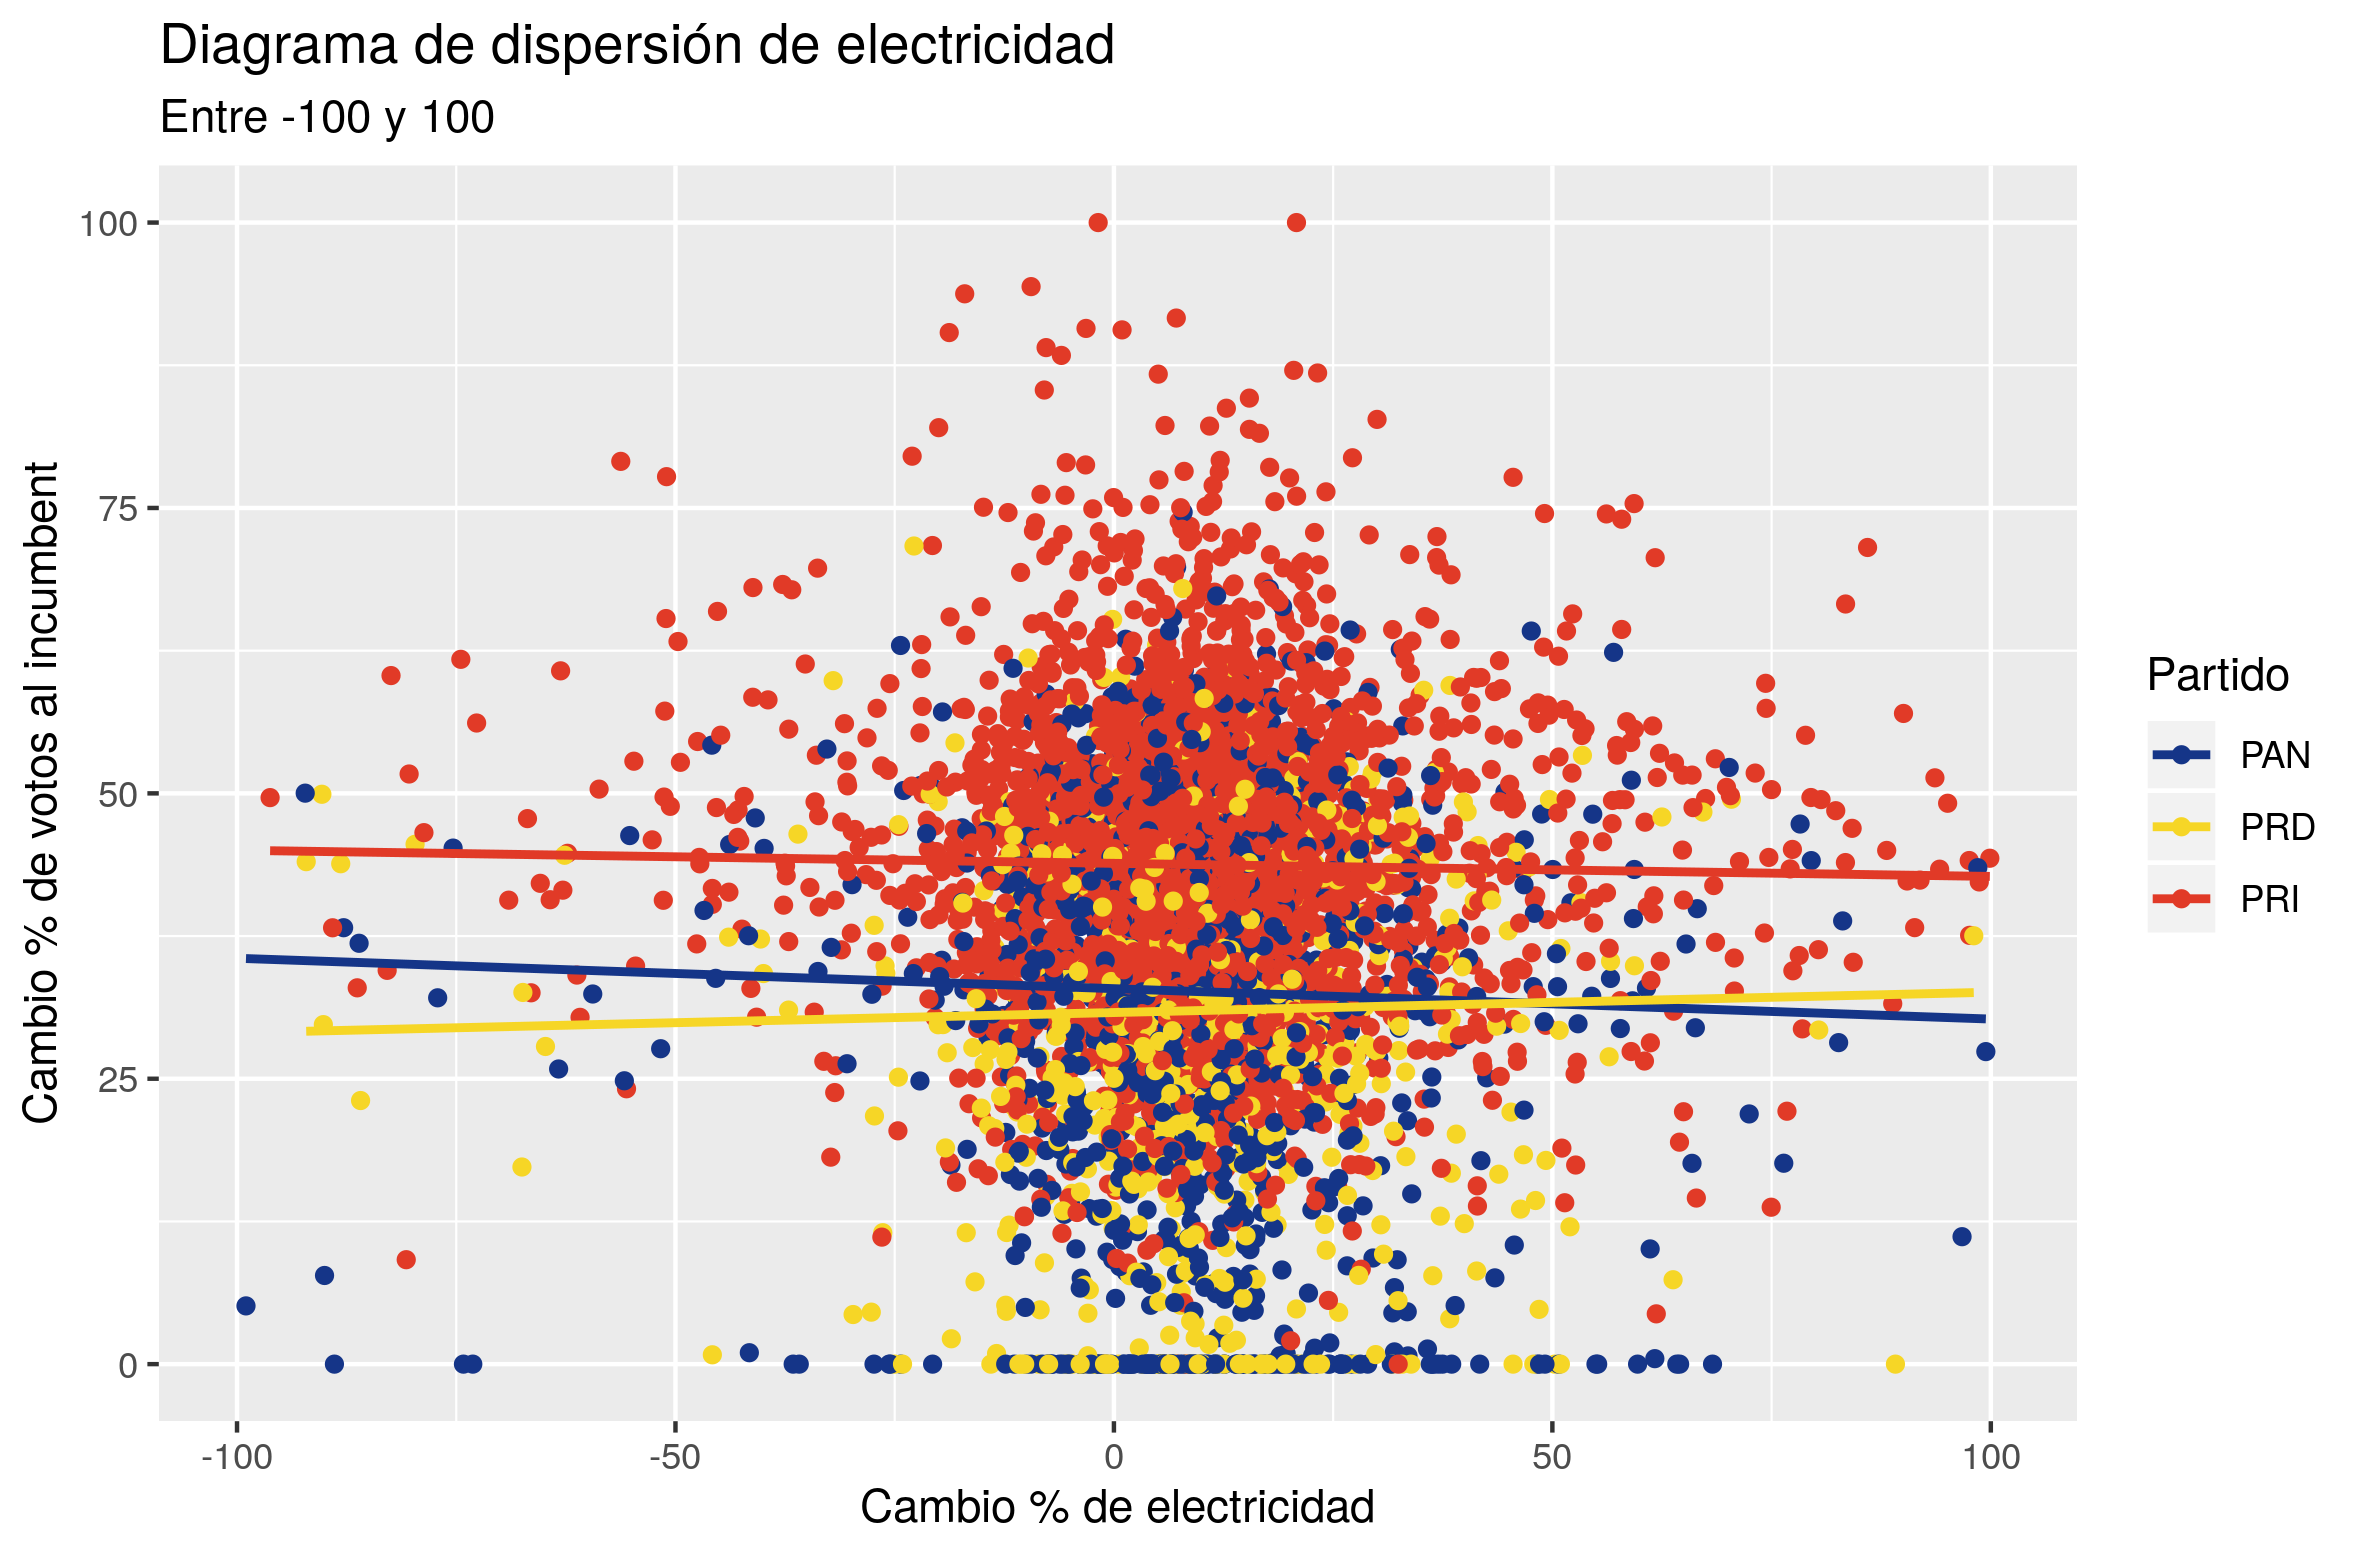 Diagrama de dispersión de electricidad
Entre -100 y 100
Cambio % de votos al incumbent
100
75
50
25
0
-100
-50
0
50
100
Cambio % de electricidad
Partido
PAN
PRD
PRI